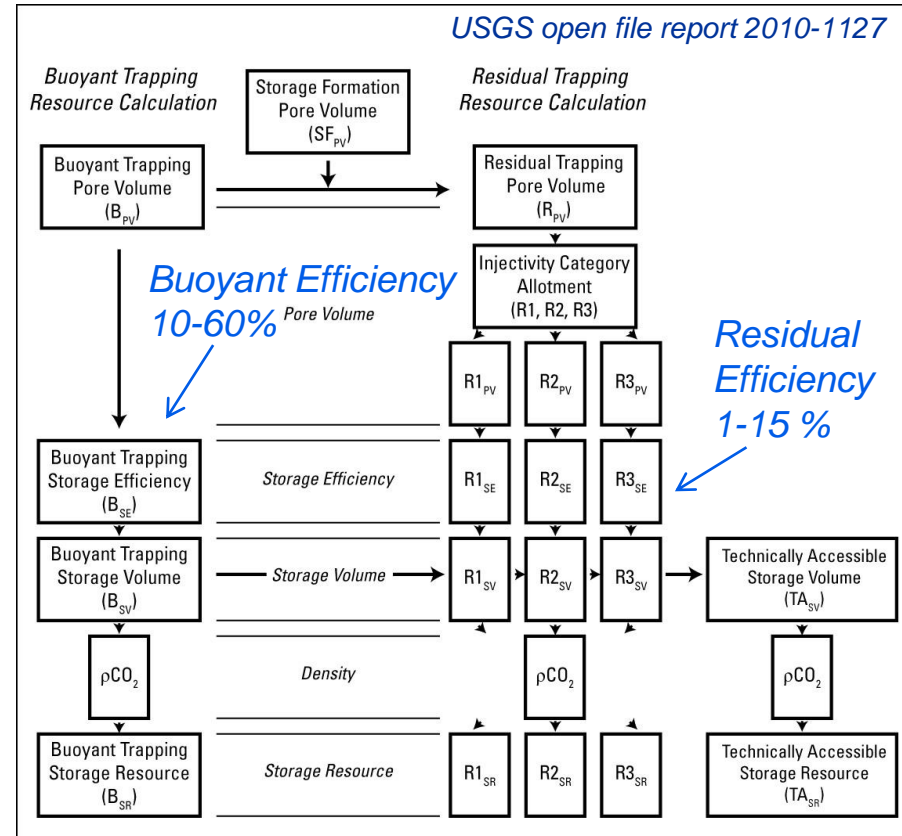 USGS open file report 2010-1127
Buoyant Trapping
Resource Calculation
Storage Formation
Pore Volume
(SF_PV)
Residual Trapping
Resource Calculation
Buoyant Trapping
Pore Volume
(B_PV)
Residual Trapping
Pore Volume
(R_PV)
Injectivity Category
Allotment
(R1, R2, R3)
Buoyant Efficiency
10-60%
Pore Volume
R1_PV
R2_PV
R3_PV
Residual
Efficiency
1-15 %
Buoyant Trapping
Storage Efficiency
(B_SE)
Storage Efficiency
R1_SE
R2_SE
R3_SE
Buoyant Trapping
Storage Volume
(B_SV)
Storage Volume
R1_SV
R2_SV
R3_SV
Technically Accessible
Storage Volume
(TA_SV)
ρCO₂
Density
ρCO₂
ρCO₂
Buoyant Trapping
Storage Resource
(B_SR)
Storage Resource
R1_SR
R2_SR
R3_SR
Technically Accessible
Storage Resource
(TA_SR)